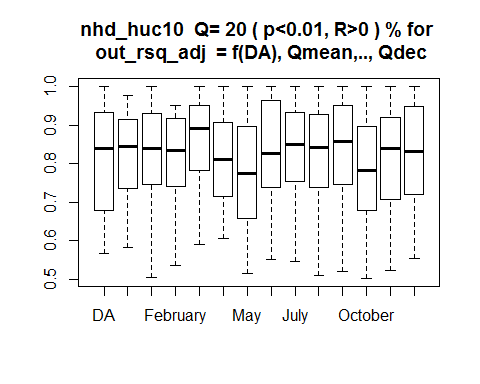 nhd_huc10 Q= 20 ( p<0.01, R>0 ) % for
out_rsq_adj = f(DA), Qmean,.., Qdec
1.0
0.9
0.8
0.7
0.6
0.5
DA February May July October